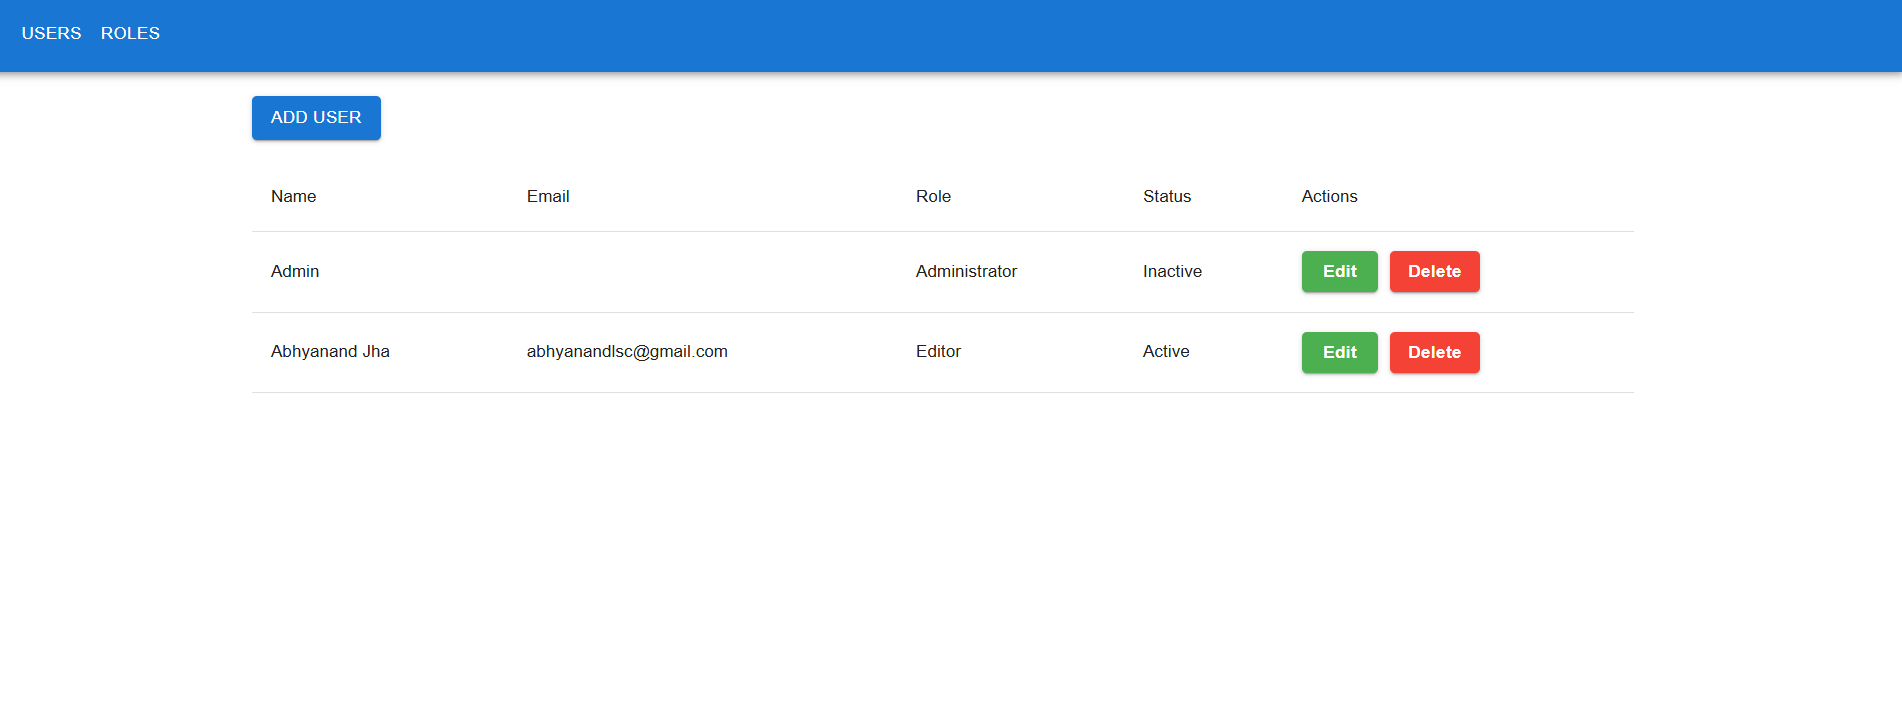 USERS ROLES
ADD USER
Name Email Role Status Actions
Admin Administrator Inactive Edit Delete
Abhyanand Jha abhyanandlsc@gmail.com Editor Active Edit Delete